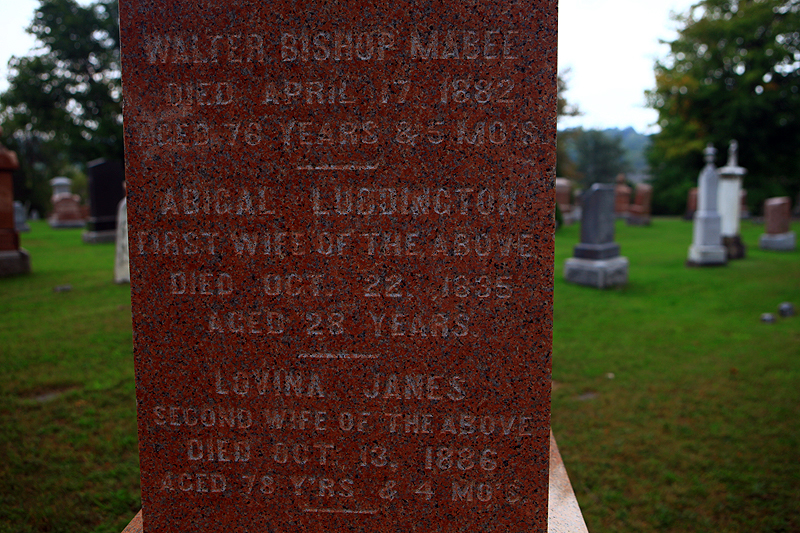 WALTER BISHOP MABEE
DIED APRIL 17, 1882
AGED 76 YEARS & 5 MO'S.
ABIGAL LUDDINGTON
FIRST WIFE OF THE ABOVE
DIED OCT. 22, 1835
AGED 28 YEARS.
LOVINA JANES
SECOND WIFE OF THE ABOVE
DIED OCT. 13, 1886
AGED 78 Y'RS & 4 MO'S